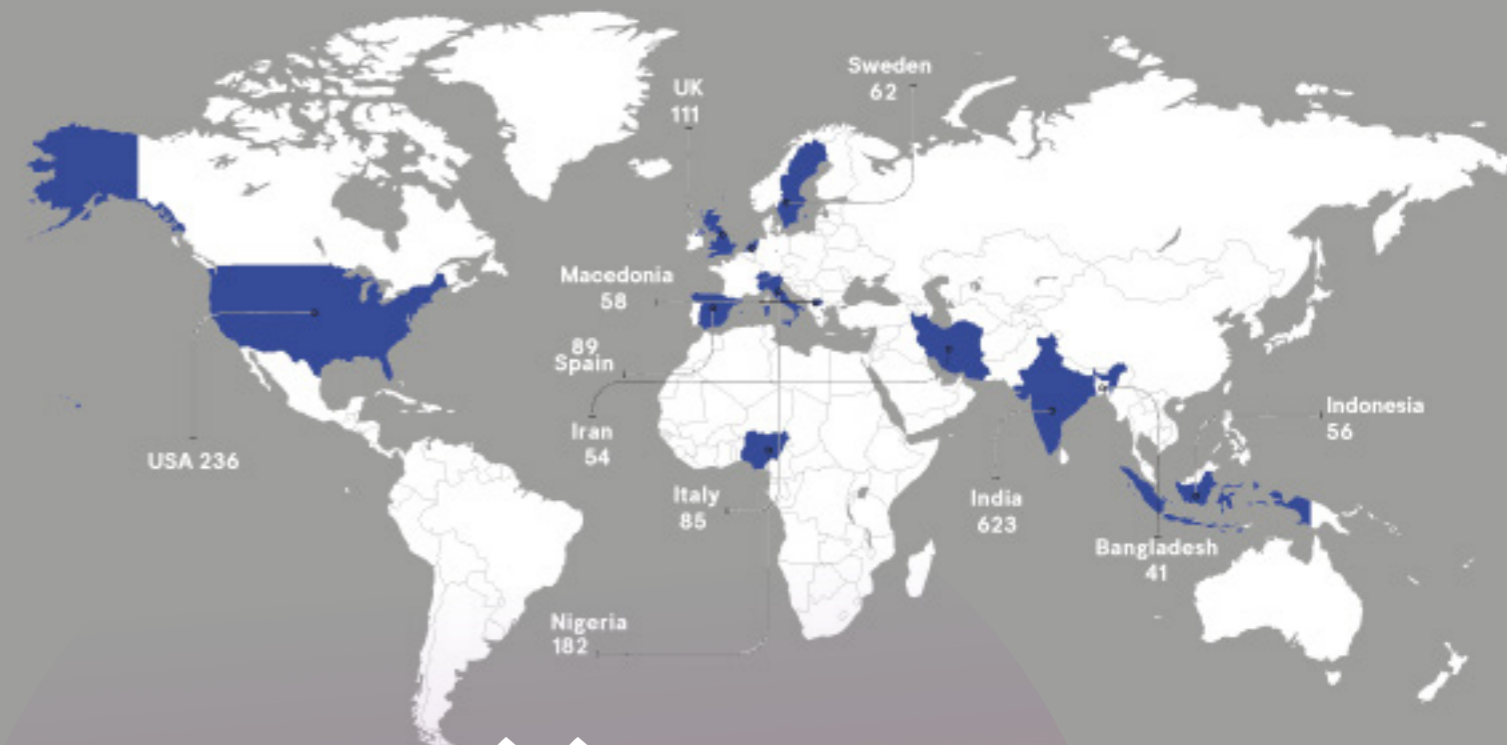 Sweden
62
UK
111
Macedonia
58
89
Spain
Iran
54
USA 236
Italy
85
India
623
Indonesia
56
Bangladesh
41
Nigeria
182